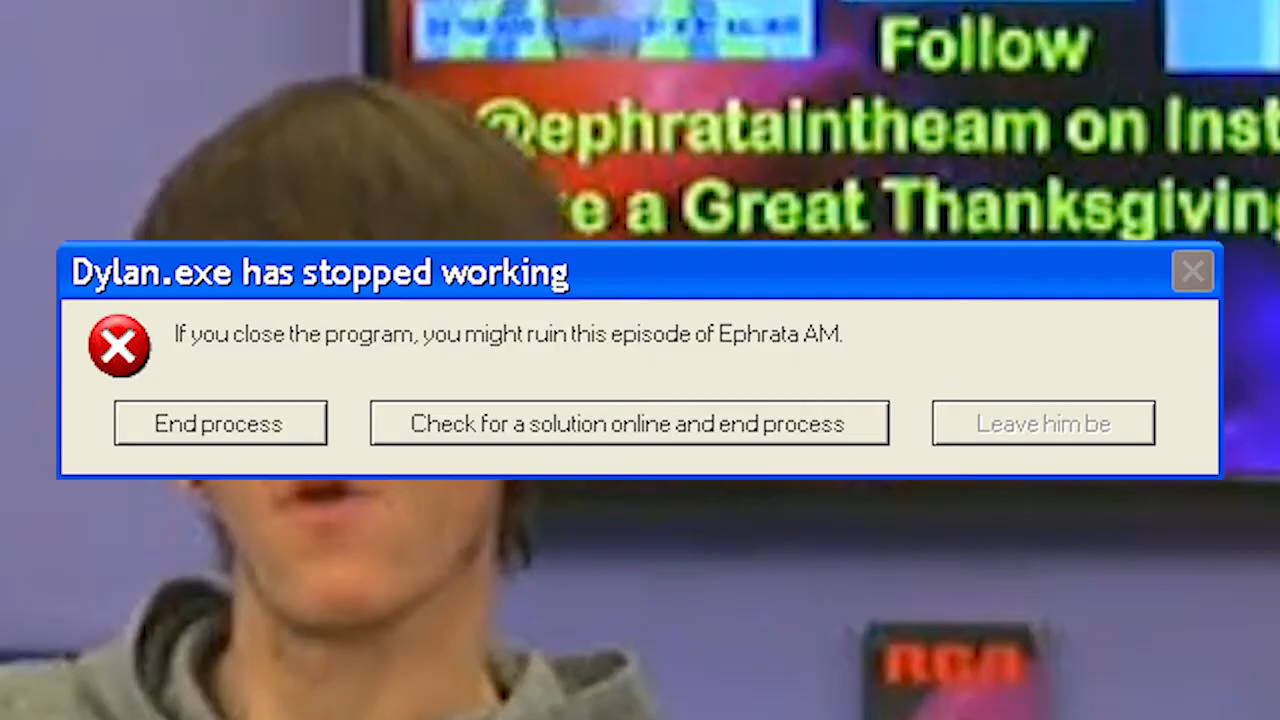 Follow
@ephrataintheam on Inst
e a Great Thanksgiving
Dylan.exe has stopped working
If you close the program, you might ruin this episode of Ephrata AM.
End process
Check for a solution online and end process
Leave him be
RCA